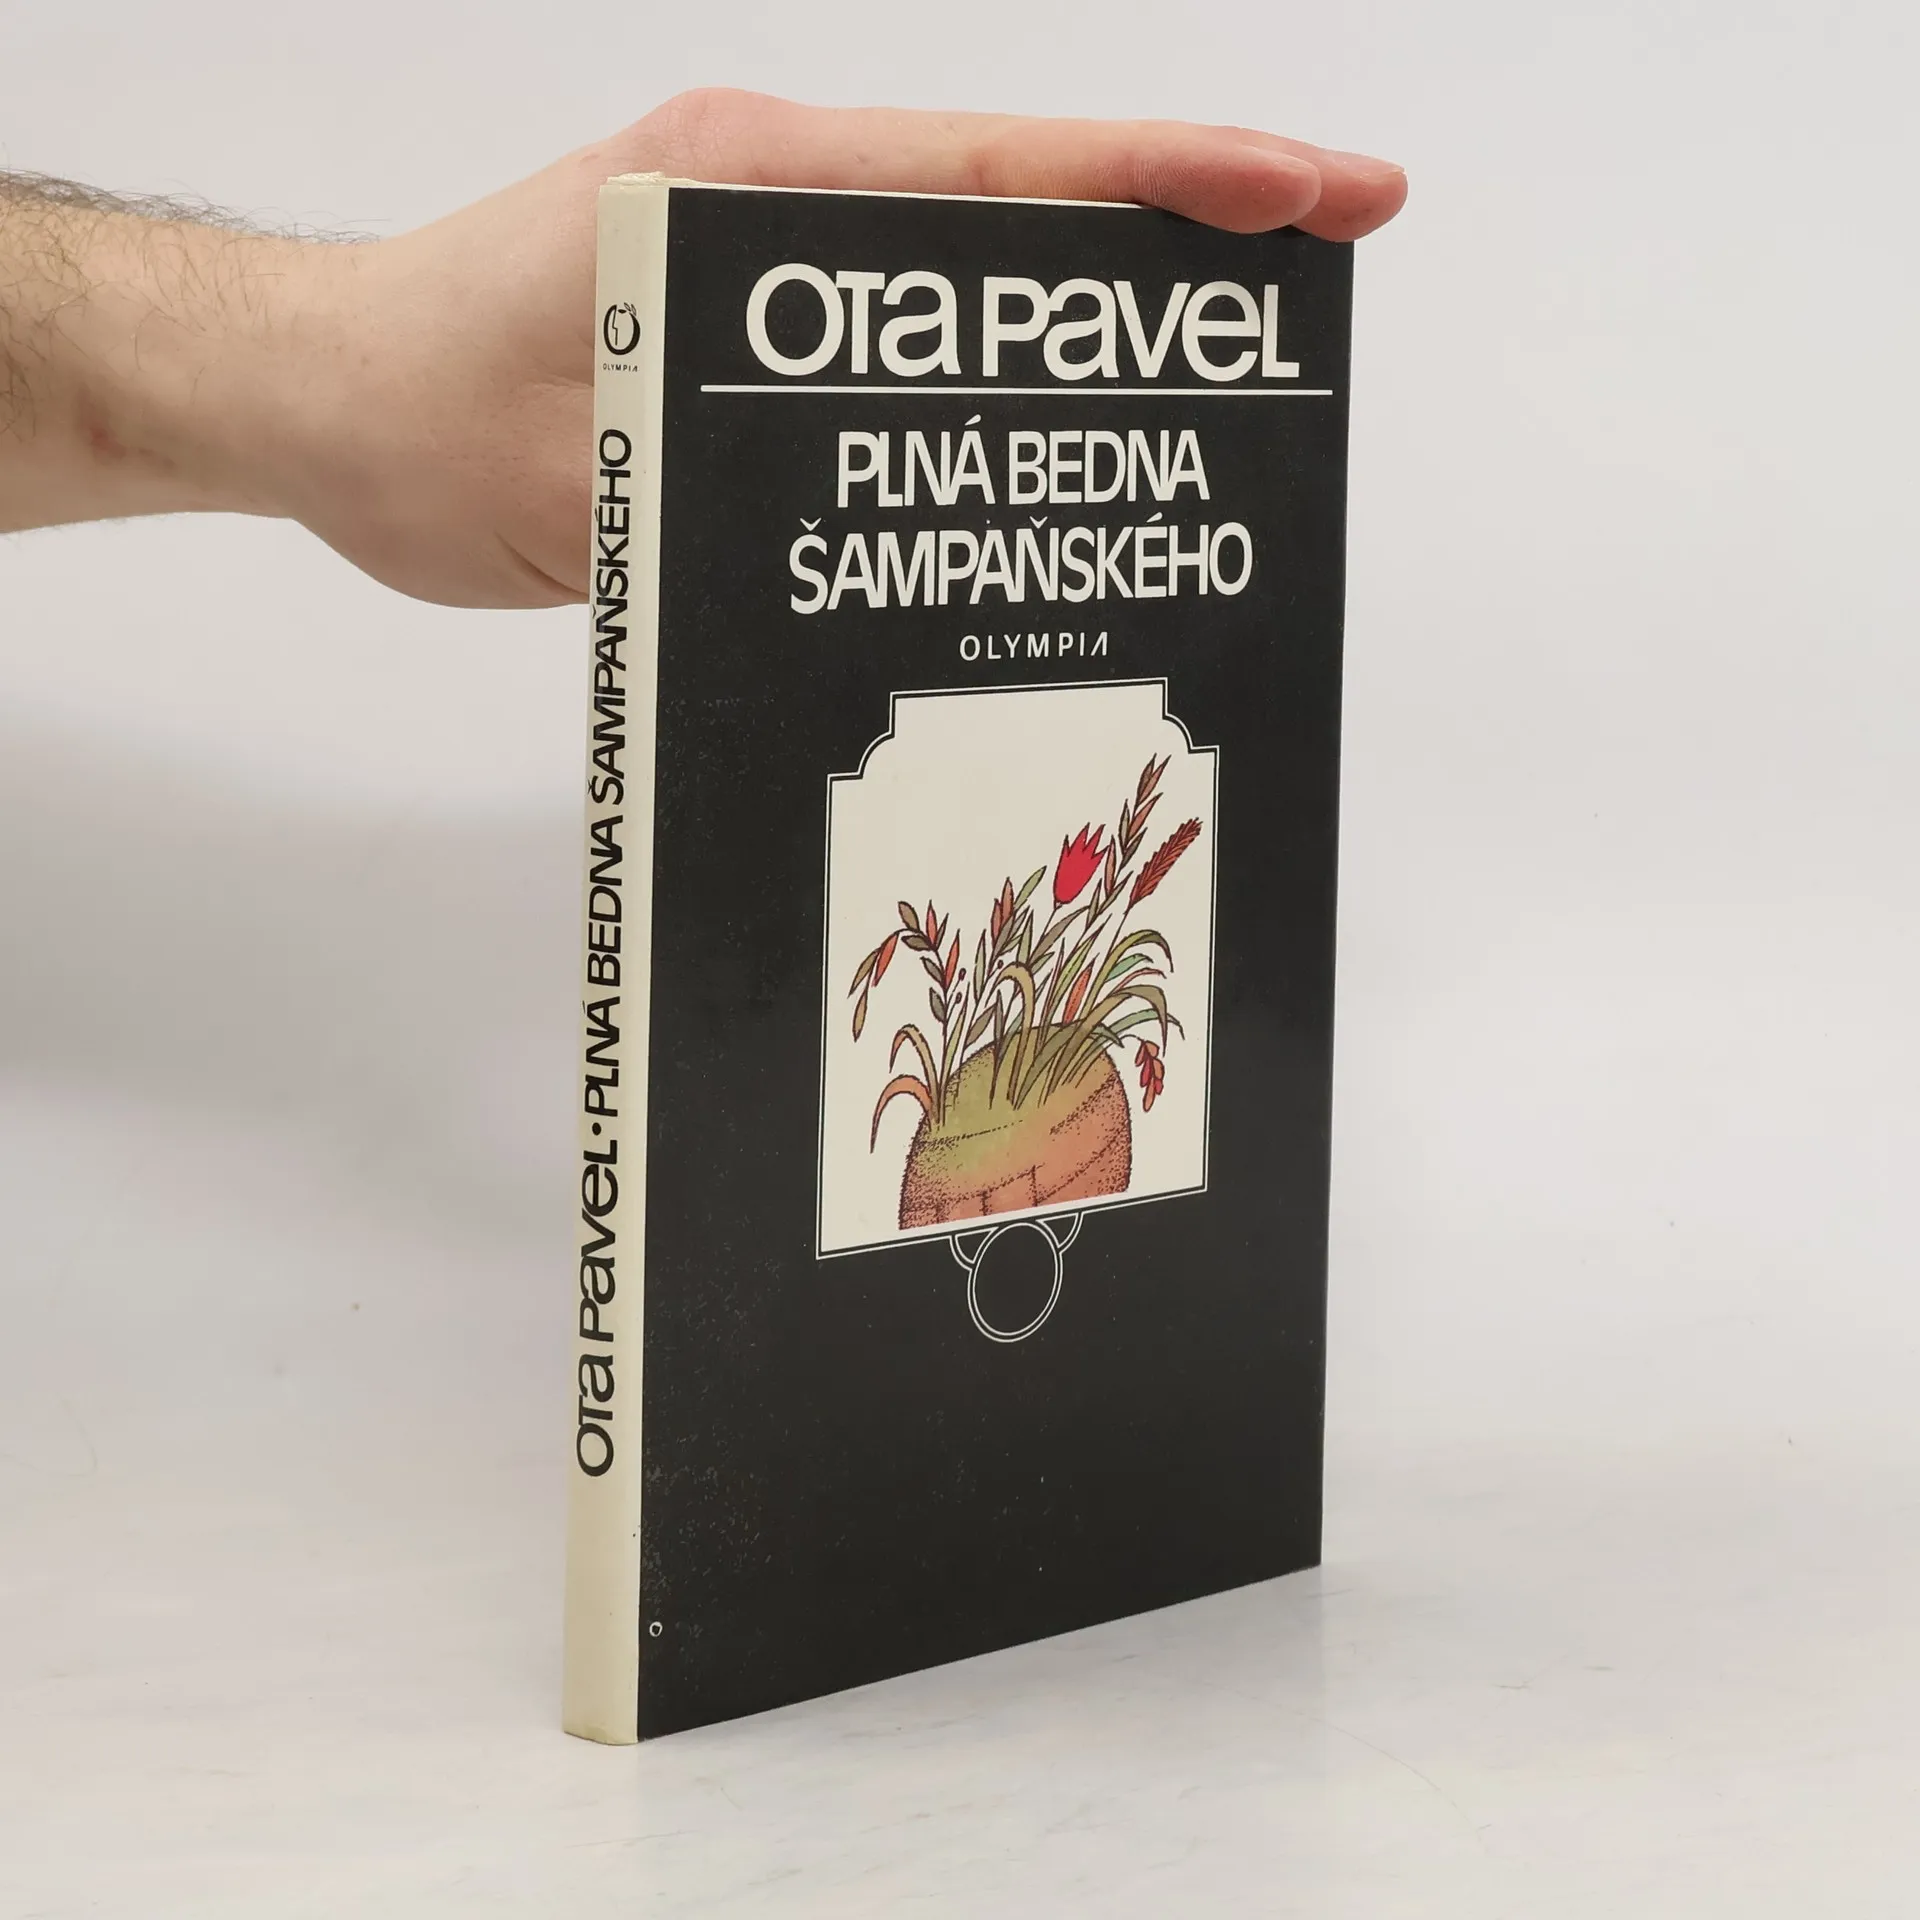 OTA PAVEL
PLNÁ BEDNA
ŠAMPAŇSKÉHO
OLYMPIA
OLYMPIA
OTA PAVEL • PLNÁ BEDNA ŠAMPAŇSKÉHO